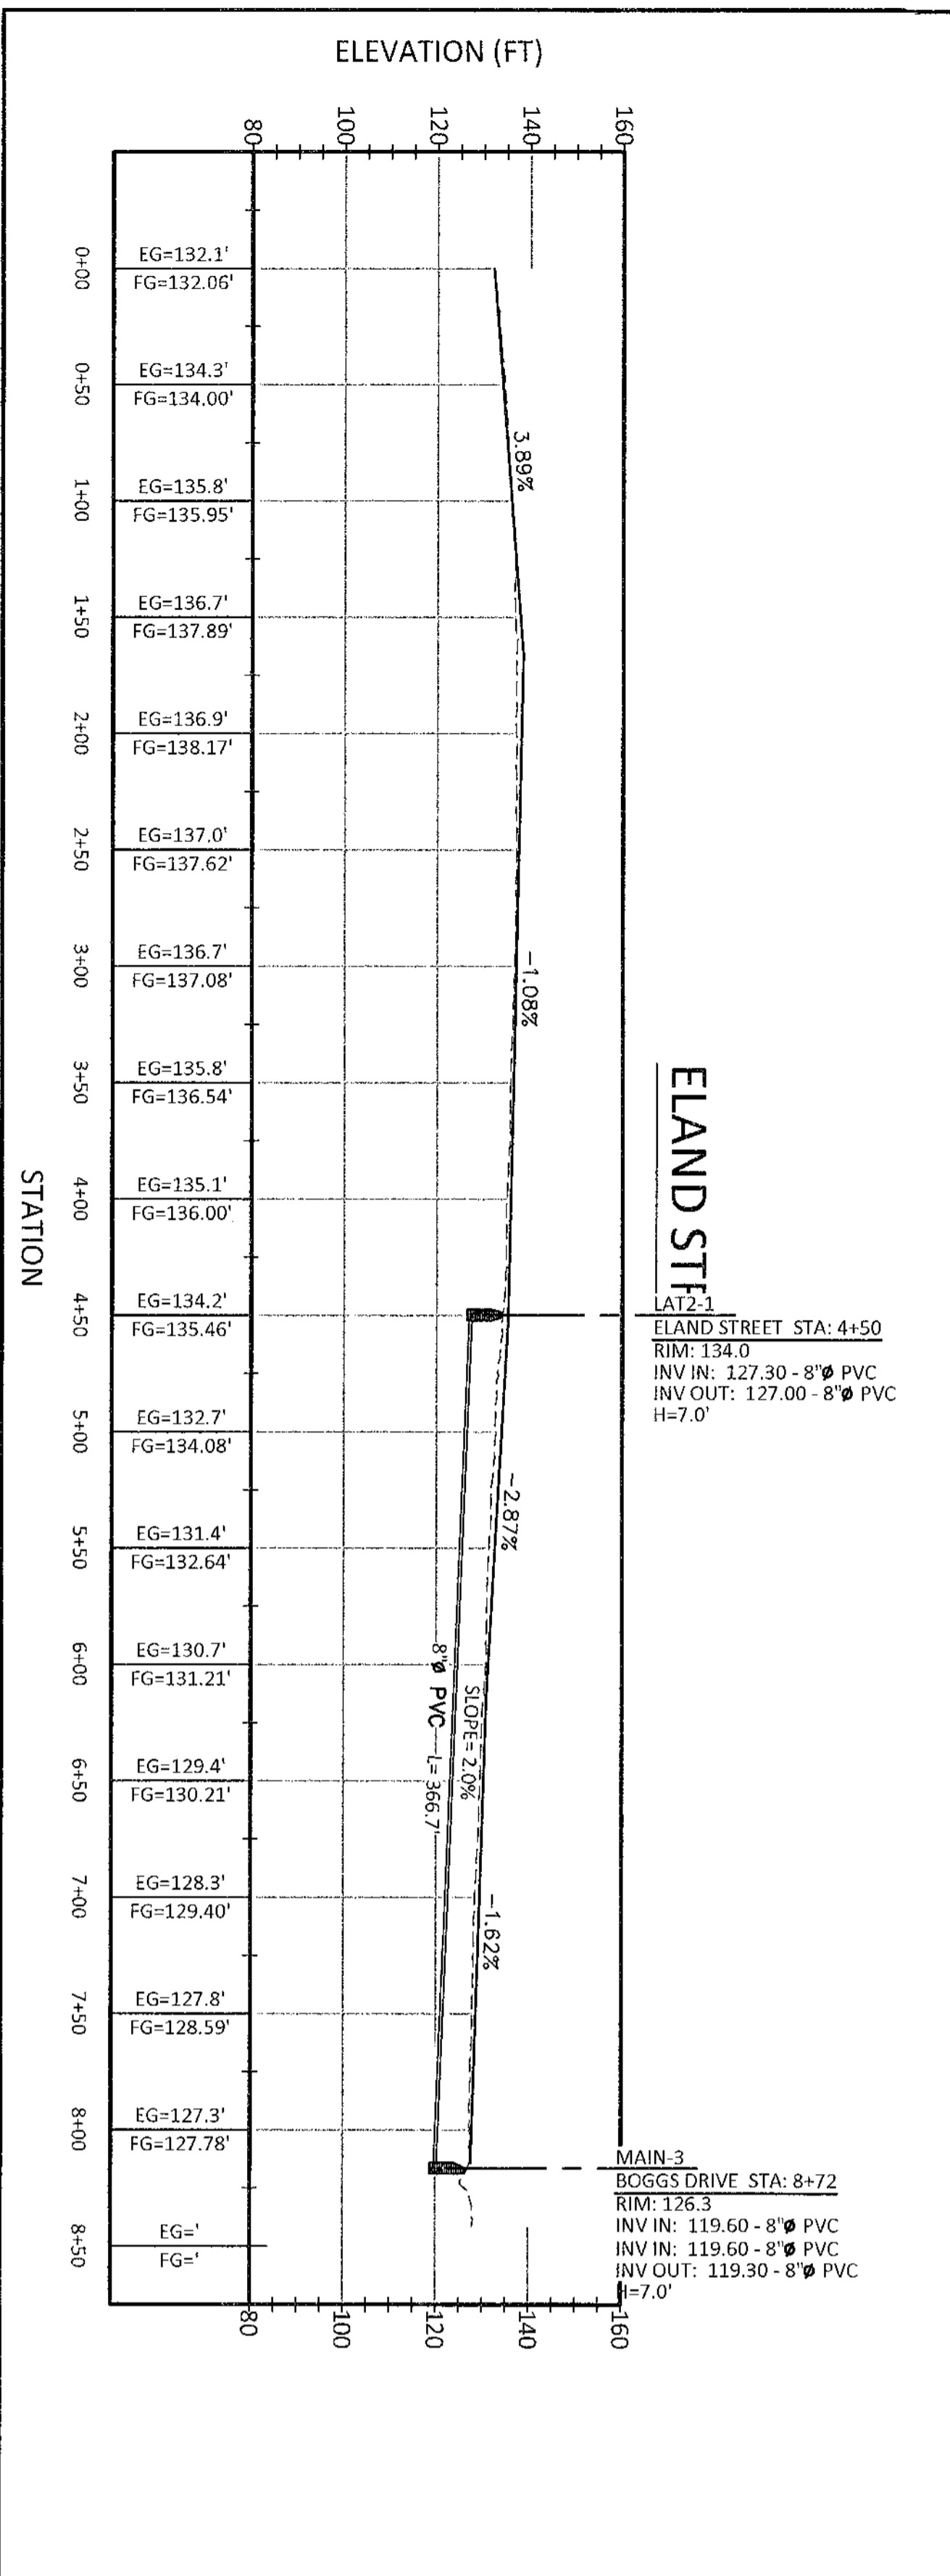 ELEVATION (FT)
160
140
120
100
80
EG=132.1'
FG=132.06'
0+00
EG=134.3'
FG=134.00'
0+50
3.89%
EG=135.8'
FG=135.95'
1+00
EG=136.7'
FG=137.89'
1+50
EG=136.9'
FG=138.17'
2+00
EG=137.0'
FG=137.62'
2+50
-1.08%
EG=136.7'
FG=137.08'
3+00
EG=135.8'
FG=136.54'
3+50
EG=135.1'
FG=136.00'
4+00
EG=134.2'
FG=135.46'
4+50
EG=132.7'
FG=134.08'
5+00
-2.87%
EG=131.4'
FG=132.64'
5+50
EG=130.7'
FG=131.21'
6+00
8"Ø PVC L= 366.7'
SLOPE= 2.0%
EG=129.4'
FG=130.21'
6+50
EG=128.3'
FG=129.40'
7+00
-1.62%
EG=127.8'
FG=128.59'
7+50
EG=127.3'
FG=127.78'
8+00
EG='
FG='
8+50
80
100
120
140
160
STATION
ELAND ST
LAT2-1
ELAND STREET STA: 4+50
RIM: 134.0
INV IN: 127.30 - 8"Ø PVC
INV OUT: 127.00 - 8"Ø PVC
H=7.0'
MAIN-3
BOGGS DRIVE STA: 8+72
RIM: 126.3
INV IN: 119.60 - 8"Ø PVC
INV IN: 119.60 - 8"Ø PVC
INV OUT: 119.30 - 8"Ø PVC
H=7.0'